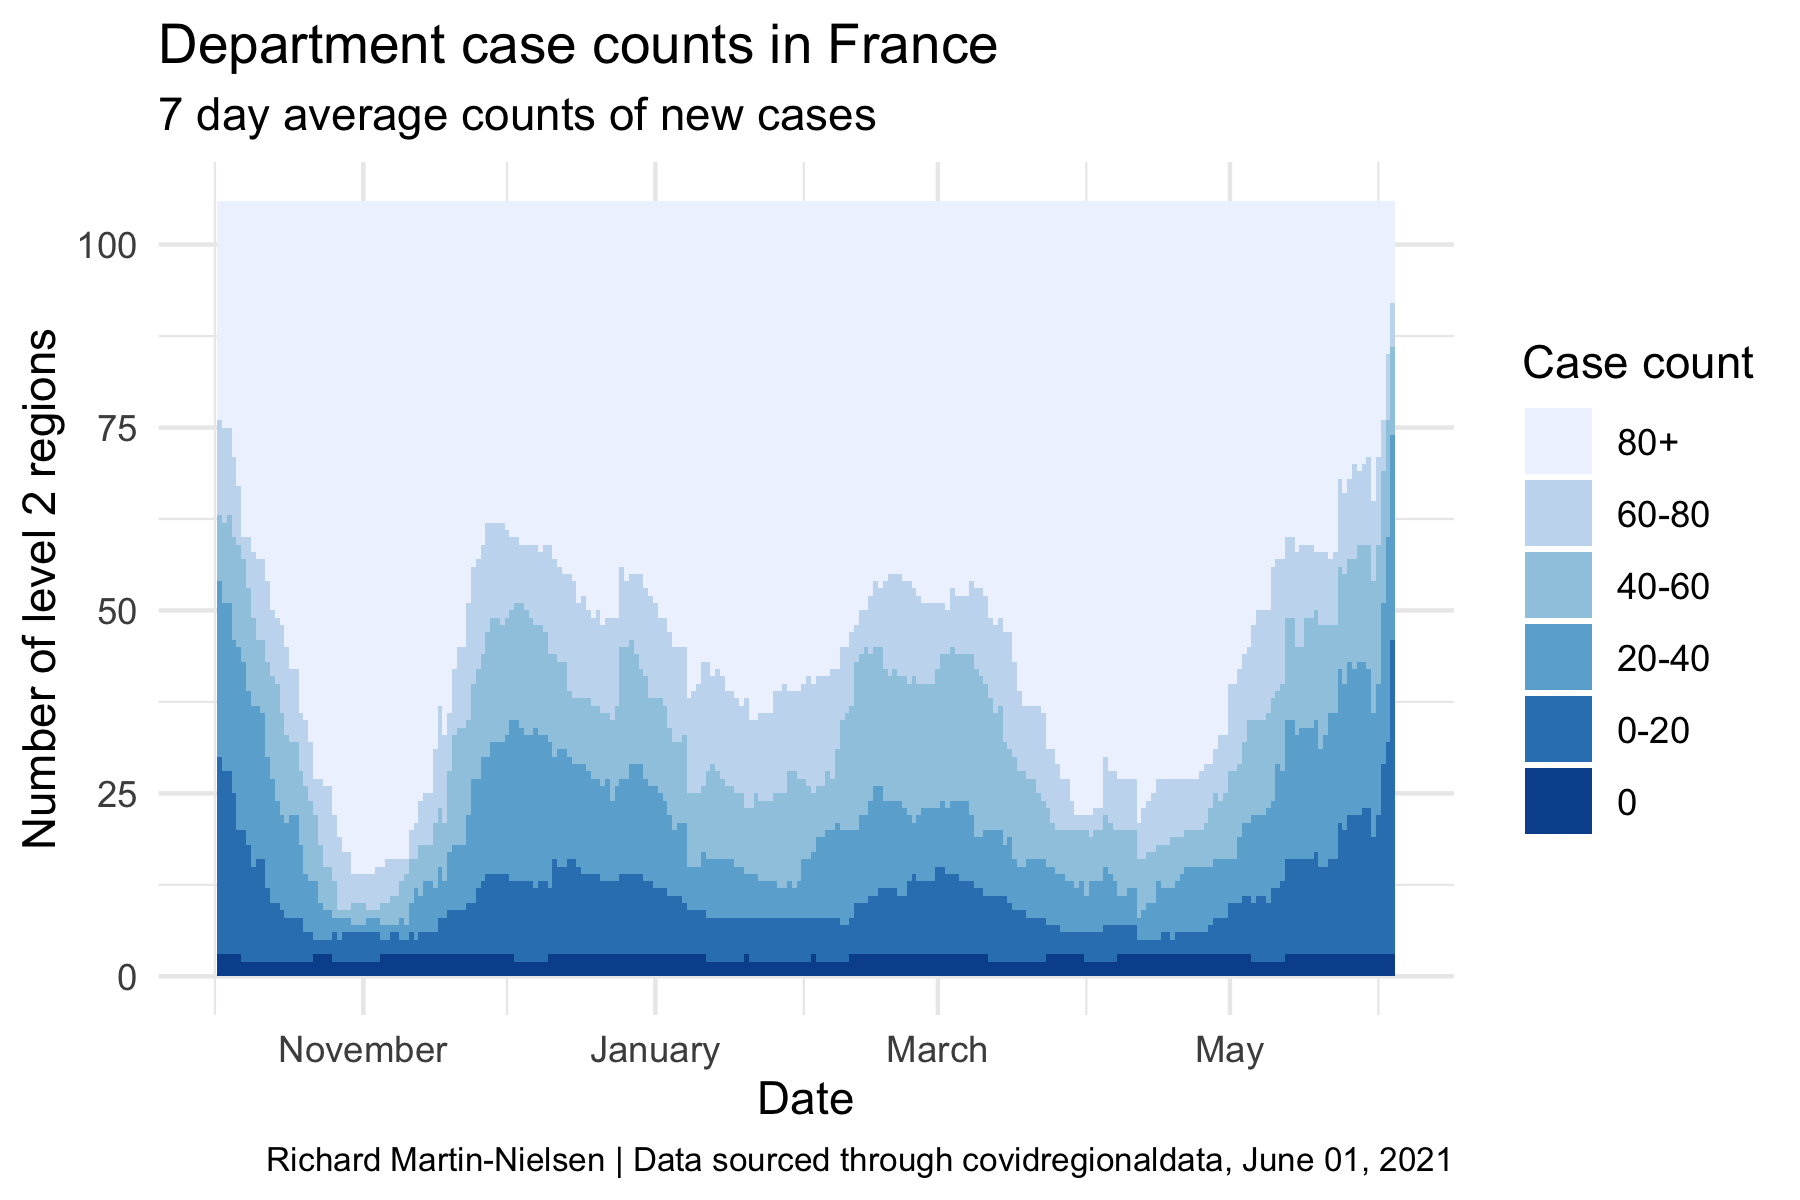 Department case counts in France
7 day average counts of new cases
Number of level 2 regions
100
75
50
25
0
November
January
March
May
Date
Case count
80+
60-80
40-60
20-40
0-20
0
Richard Martin-Nielsen | Data sourced through covidregionaldata, June 01, 2021